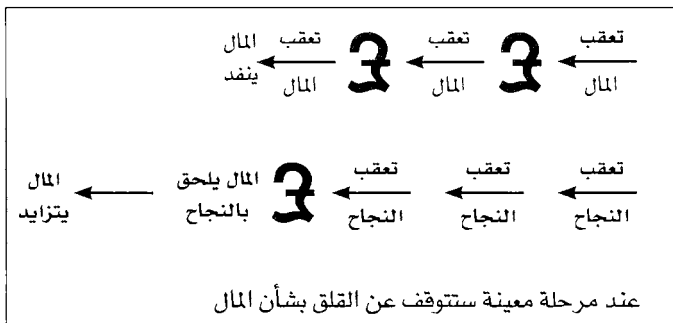 تعقب
المال
£
تعقب
المال
£
تعقب
المال
المال
ينفد
تعقب
النجاح
تعقب
النجاح
تعقب
النجاح
£
المال يلحق
بالنجاح
المال
يتزايد
عند مرحلة معينة ستتوقف عن القلق بشأن المال